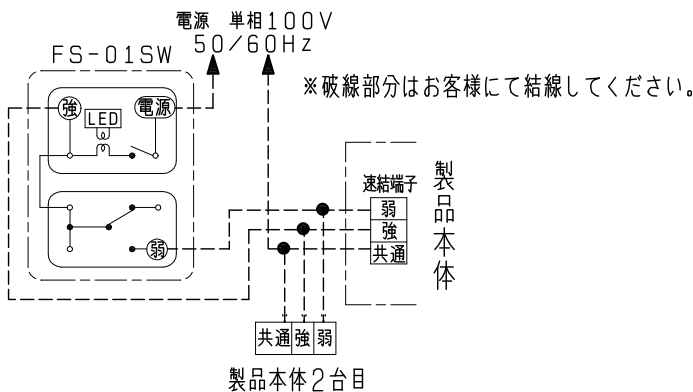 電源 単相100V
50/60Hz
FS-01SW
※破線部分はお客様にて結線してください。
強
LED
電源
弱
速結端子
弱
強
共通
製品本体
共通 強 弱
製品本体2台目